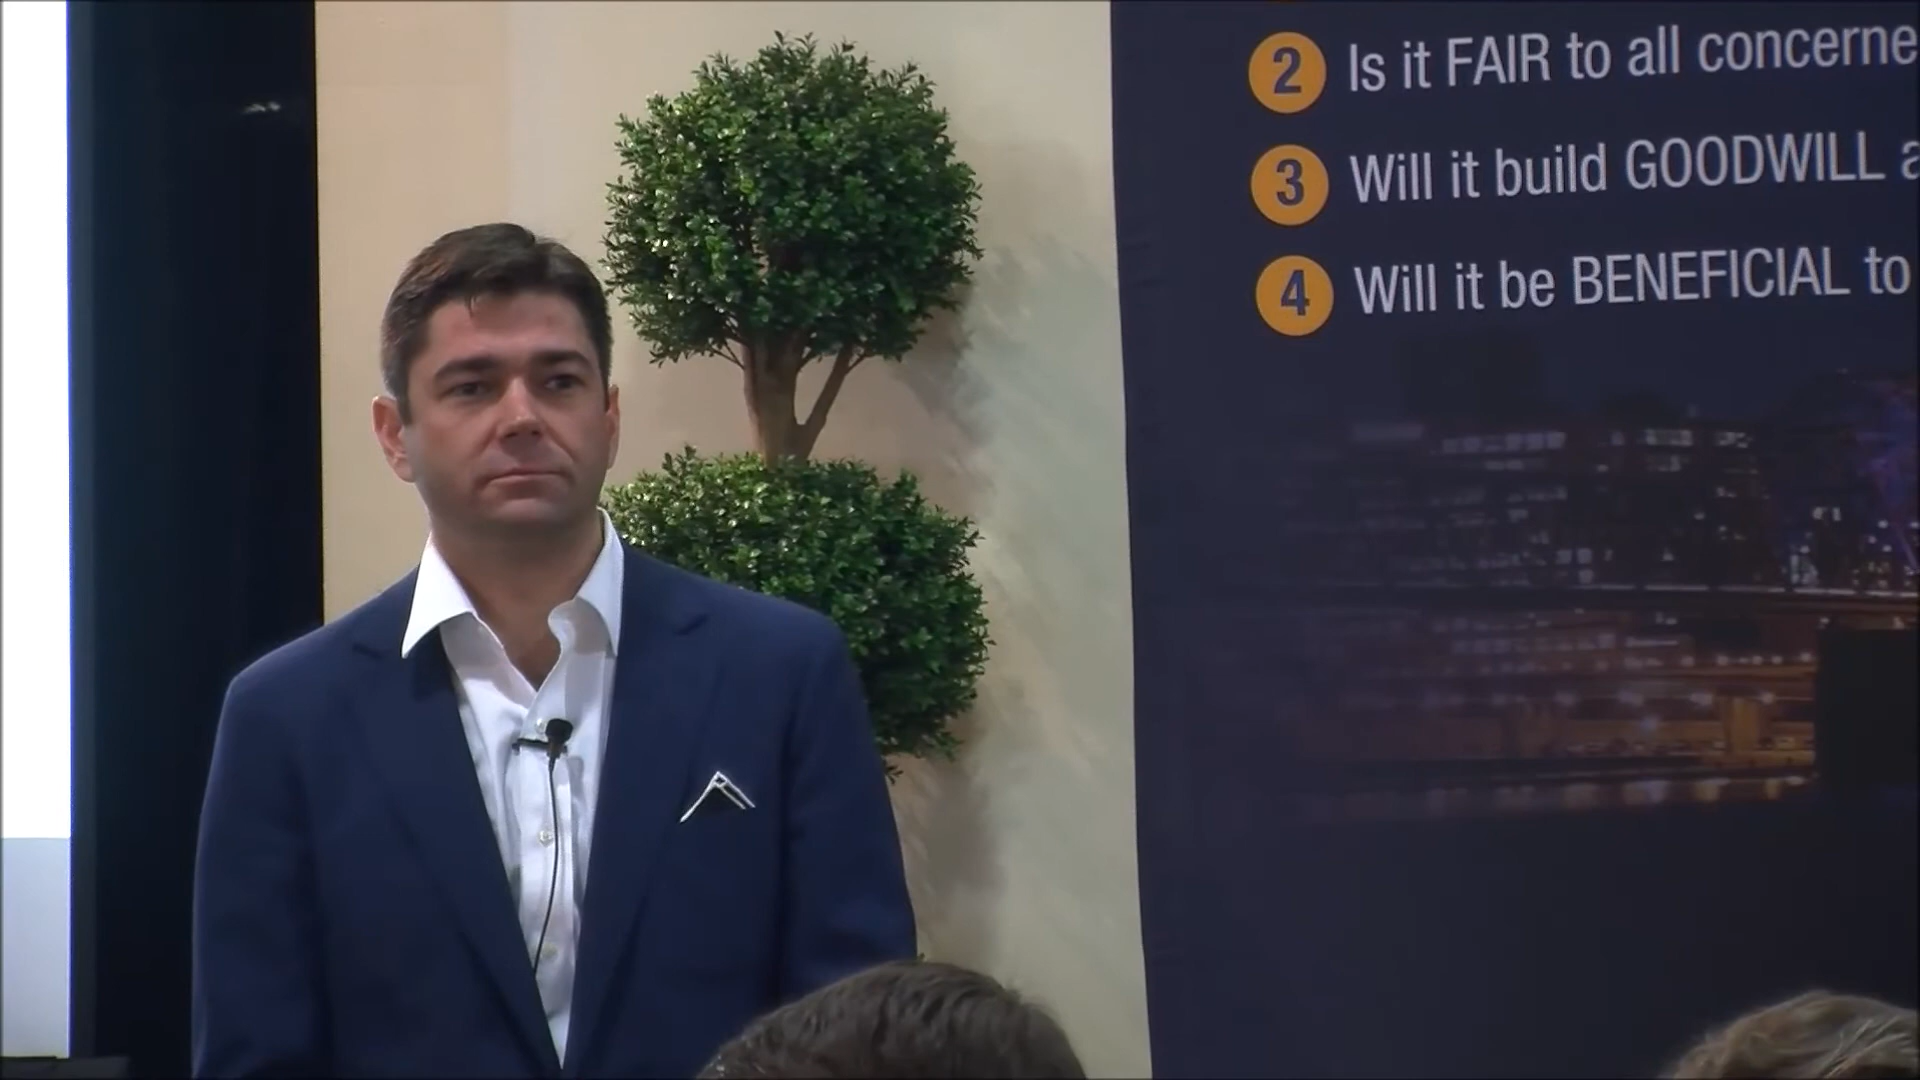 2 Is it FAIR to all concerne
3 Will it build GOODWILL a
4 Will it be BENEFICIAL to